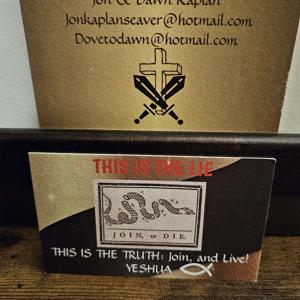 Jon & Dawn Kaplan
Jonkaplanseaver@hotmail.com
Dovetodawn@hotmail.com
THIS IS THE LIE
JOIN, or DIE.
THIS IS THE TRUTH: Join, and Live!
YESHUA